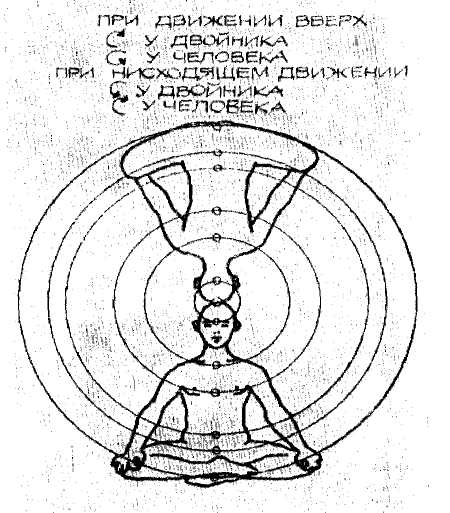 ПРИ ДВИЖЕНИИ ВВЕРХ
У ДВОЙНИКА
У ЧЕЛОВЕКА
ПРИ НИСХОДЯЩЕМ ДВИЖЕНИИ
У ДВОЙНИКА
У ЧЕЛОВЕКА